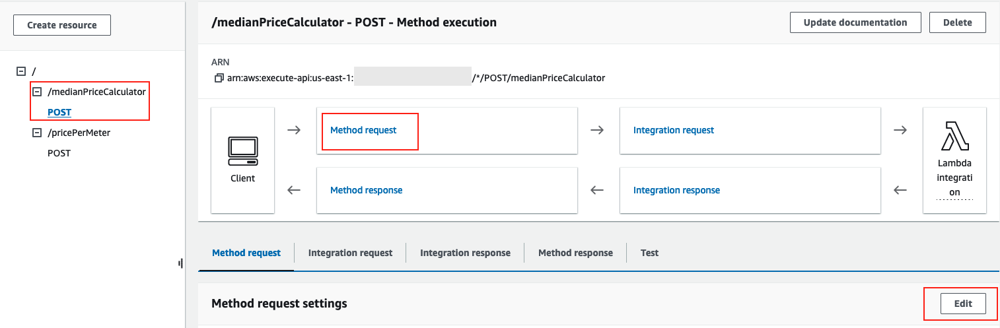 Create resource
/
/medianPriceCalculator
POST
/pricePerMeter
POST
/medianPriceCalculator - POST - Method execution
Update documentation
Delete
ARN
arn:aws:execute-api:us-east-1:
/*/POST/medianPriceCalculator
Client
Method request
Integration request
Method response
Integration response
Lambda
integrati
on
Method request
Integration request
Integration response
Method response
Test
Method request settings
Edit